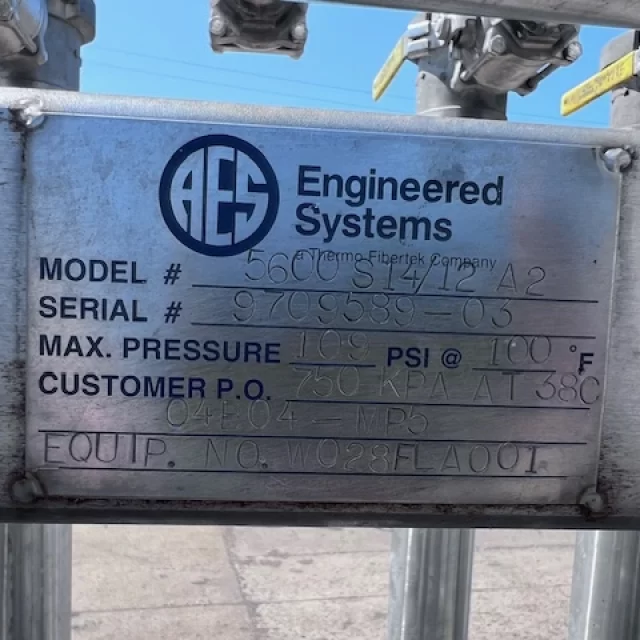 AES
Engineered
Systems
a Thermo Fibertek Company
MODEL # 5600 S 14/12 A2
SERIAL # 9709589-03
MAX. PRESSURE 109 PSI @ 100 °F
CUSTOMER P.O. 750 KPA AT 38C
04E04-MP5
EQUIP. NO. W028FLA001